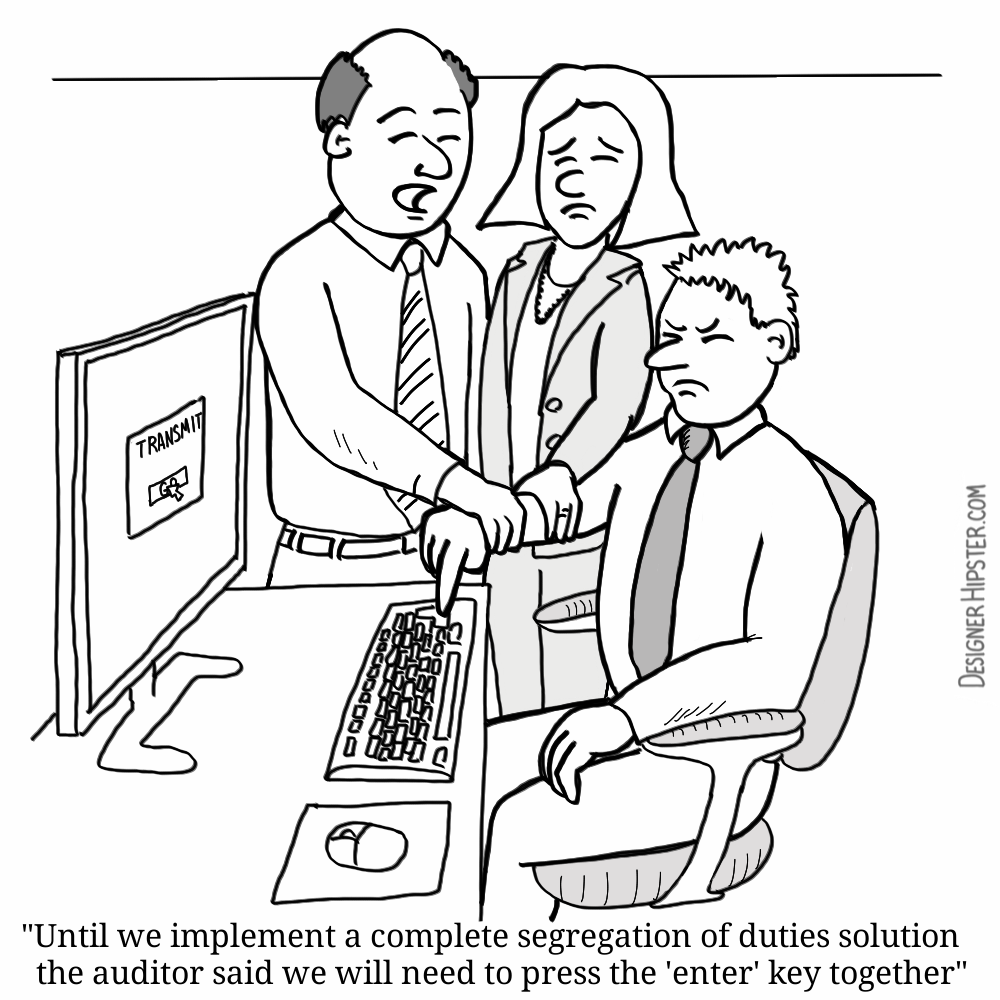 TRANSMIT
GO
DESIGNER HIPSTER.COM
"Until we implement a complete segregation of duties solution
the auditor said we will need to press the 'enter' key together"